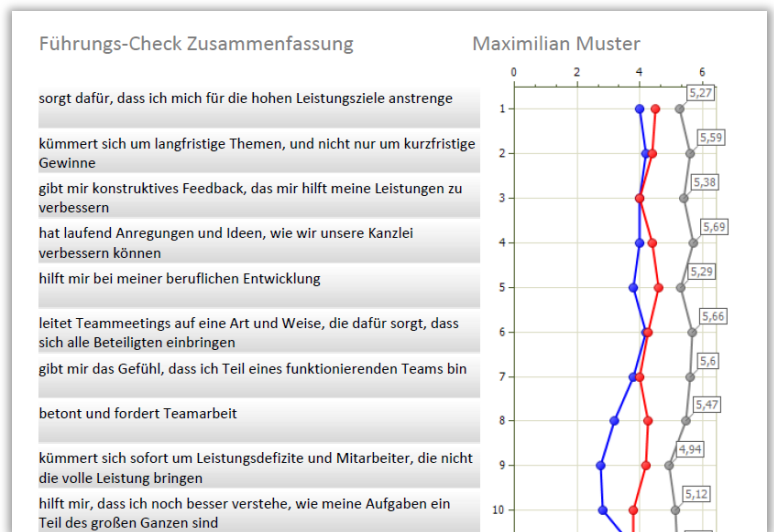 Führungs-Check Zusammenfassung
Maximilian Muster
0 2 4 6
sorgt dafür, dass ich mich für die hohen Leistungsziele anstrenge
1
5,27
kümmert sich um langfristige Themen, und nicht nur um kurzfristige
Gewinne
2
5,59
gibt mir konstruktives Feedback, das mir hilft meine Leistungen zu
verbessern
3
5,38
hat laufend Anregungen und Ideen, wie wir unsere Kanzlei
verbessern können
4
5,69
hilft mir bei meiner beruflichen Entwicklung
5
5,29
leitet Teammeetings auf eine Art und Weise, die dafür sorgt, dass
sich alle Beteiligten einbringen
6
5,66
gibt mir das Gefühl, dass ich Teil eines funktionierenden Teams bin
7
5,6
betont und fordert Teamarbeit
8
5,47
kümmert sich sofort um Leistungsdefizite und Mitarbeiter, die nicht
die volle Leistung bringen
9
4,94
hilft mir, dass ich noch besser verstehe, wie meine Aufgaben ein
Teil des großen Ganzen sind
10
5,12